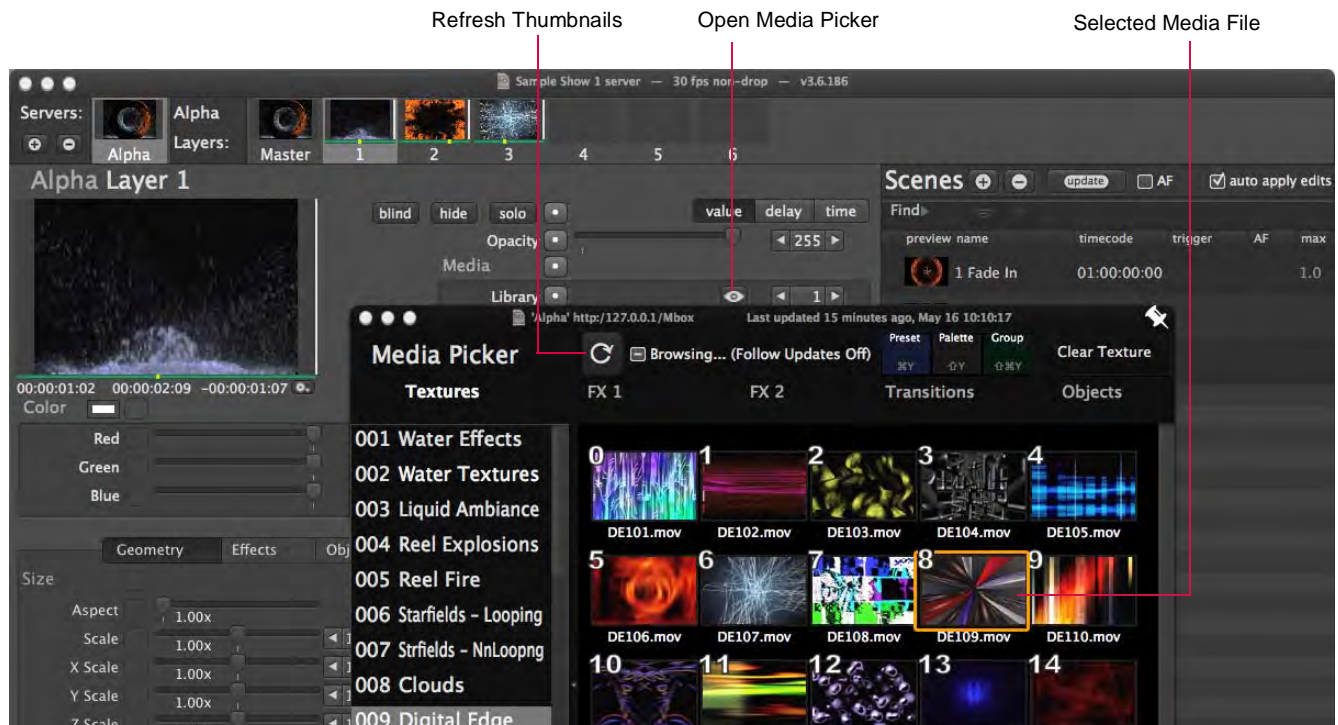 Refresh Thumbnails Open Media Picker Selected Media File
Sample Show 1 server — 30 fps non-drop — v3.6.186
Servers: Alpha
Layers:
Alpha Master 1 2 3 4 5 6
Alpha Layer 1
blind hide solo value delay time
Opacity 255
Media
Library 1
Scenes update AF auto apply edits
Find
preview name timecode trigger AF max
1 Fade In 01:00:00:00 1.0
00:00:01:02 00:00:02:09 -00:00:01:07
Color
Red
Green
Blue
Geometry Effects Obj
Size
Aspect 1.00x
Scale 1.00x
X Scale 1.00x
Y Scale 1.00x
Z Scale
'Alpha' http:/127.0.0.1/Mbox Last updated 15 minutes ago, May 16 10:10:17
Media Picker Browsing... (Follow Updates Off) Preset Palette Group Clear Texture
⌘Y ⇧Y ⇧⌘Y
Textures FX 1 FX 2 Transitions Objects
001 Water Effects
002 Water Textures
003 Liquid Ambiance
004 Reel Explosions
005 Reel Fire
006 Starfields - Looping
007 Strfields - NnLoopng
008 Clouds
009 Digital Edge
0 1 2 3 4
DE101.mov DE102.mov DE103.mov DE104.mov DE105.mov
5 6 7 8 9
DE106.mov DE107.mov DE108.mov DE109.mov DE110.mov
10 11 12 13 14